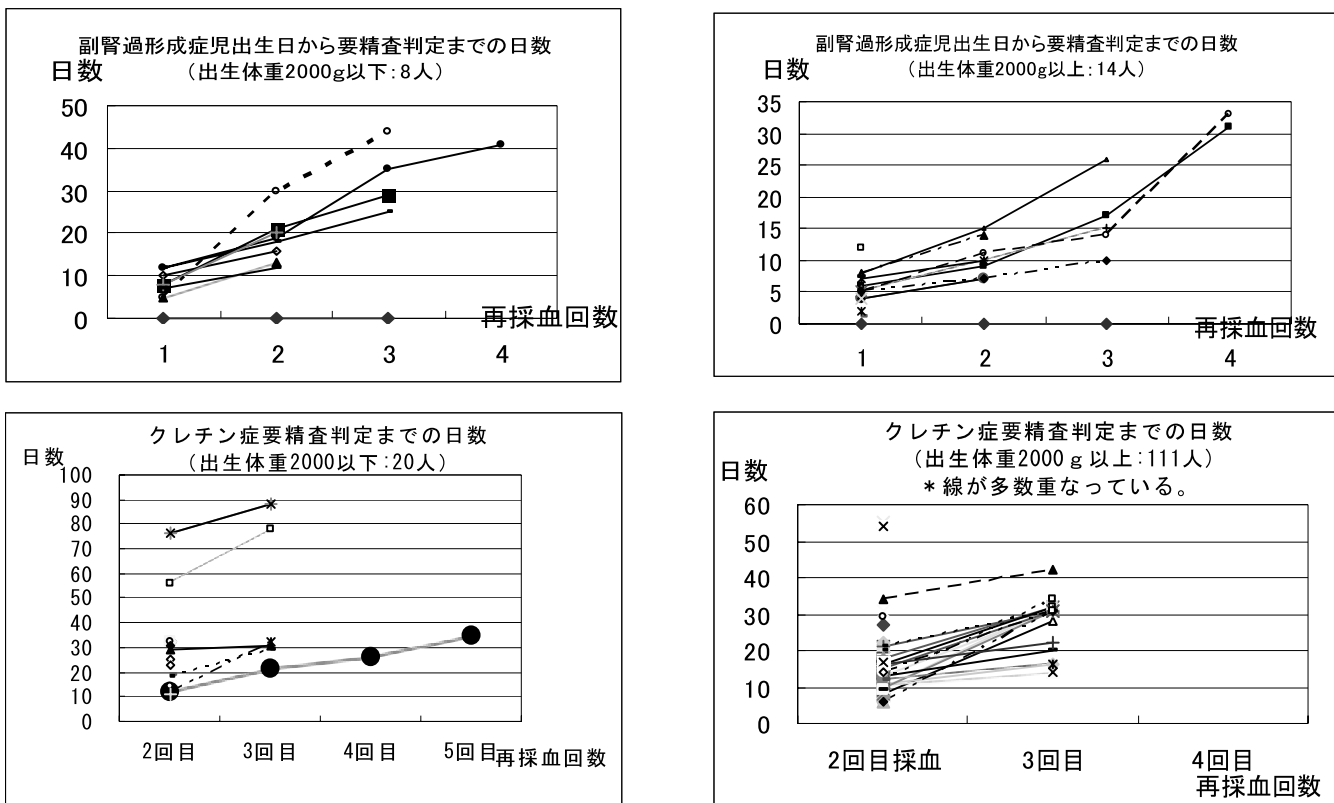 副腎過形成症児出生日から要精査判定までの日数
(出生体重2000g以下:8人)
日数
50
40
30
20
10
0
1 2 3 4
再採血回数
副腎過形成症児出生日から要精査判定までの日数
(出生体重2000g以上:14人)
日数
35
30
25
20
15
10
5
0
1 2 3 4
再採血回数
クレチン症要精査判定までの日数
(出生体重2000以下:20人)
日数
100
90
80
70
60
50
40
30
20
10
0
2回目 3回目 4回目 5回目
再採血回数
クレチン症要精査判定までの日数
(出生体重2000g以上:111人)
*線が多数重なっている。
日数
60
50
40
30
20
10
0
2回目採血 3回目 4回目
再採血回数